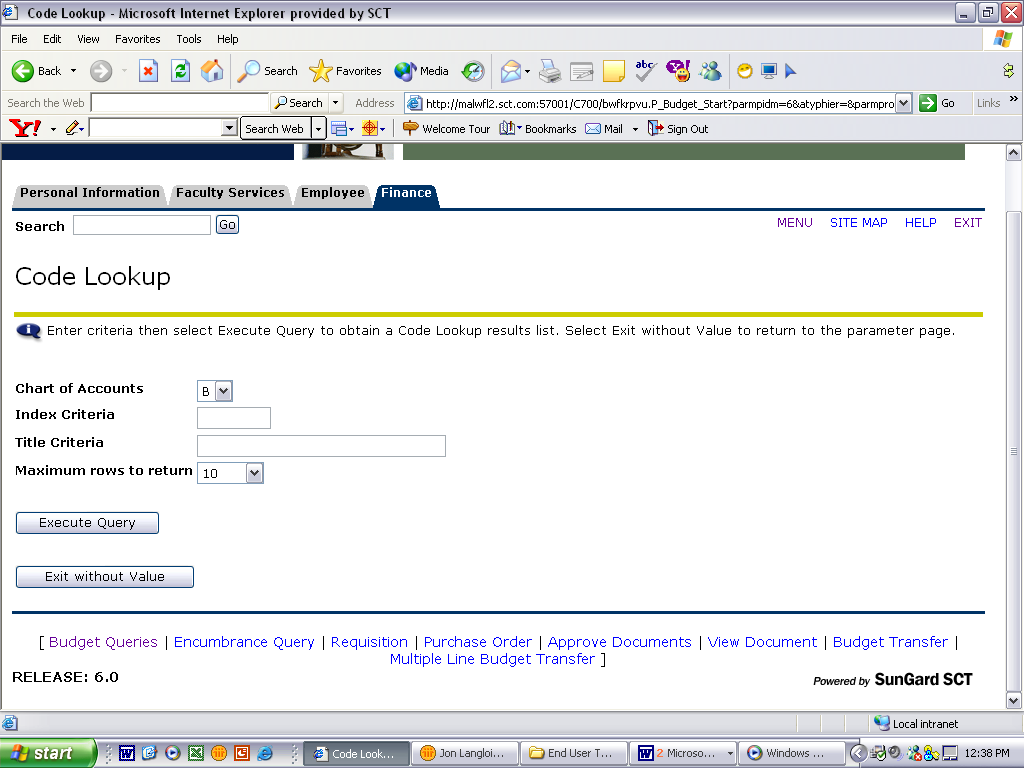 Code Lookup - Microsoft Internet Explorer provided by SCT
File Edit View Favorites Tools Help
Back Search Favorites Media
Search the Web Search Address http://malwfl2.sct.com:57001/C700/bwfkrpvu.P_Budget_Start?parmpidm=6&atyphier=&parmpro Go Links »
Y! Search Web Welcome Tour Bookmarks Mail Sign Out
Personal Information Faculty Services Employee Finance
Search Go MENU SITE MAP HELP EXIT
Code Lookup
Enter criteria then select Execute Query to obtain a Code Lookup results list. Select Exit without Value to return to the parameter page.
Chart of Accounts B
Index Criteria
Title Criteria
Maximum rows to return 10
Execute Query
Exit without Value
[ Budget Queries | Encumbrance Query | Requisition | Purchase Order | Approve Documents | View Document | Budget Transfer |
Multiple Line Budget Transfer ]
RELEASE: 6.0 Powered by SunGard SCT
Local intranet
start Code Look... Jon Langloi... End User T... 2 Microso... Windows ... 12:38 PM